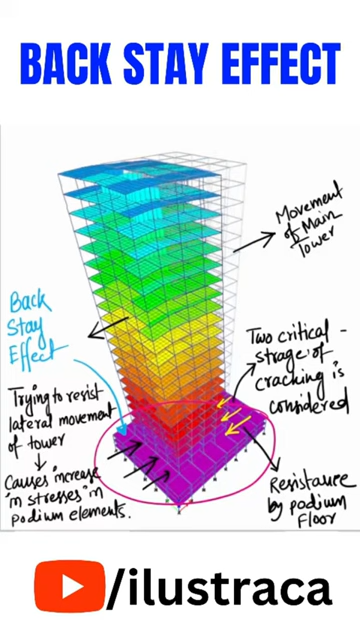 BACK STAY EFFECT
Movement
of Main
Tower
Back
Stay
Effect
Two critical -
strage of
cracking is
considered
Trying to resist
lateral movement
of tower
Causes increase
in stresses in
Podium elements.
Resistance
by podium
Floor
/ilustraca